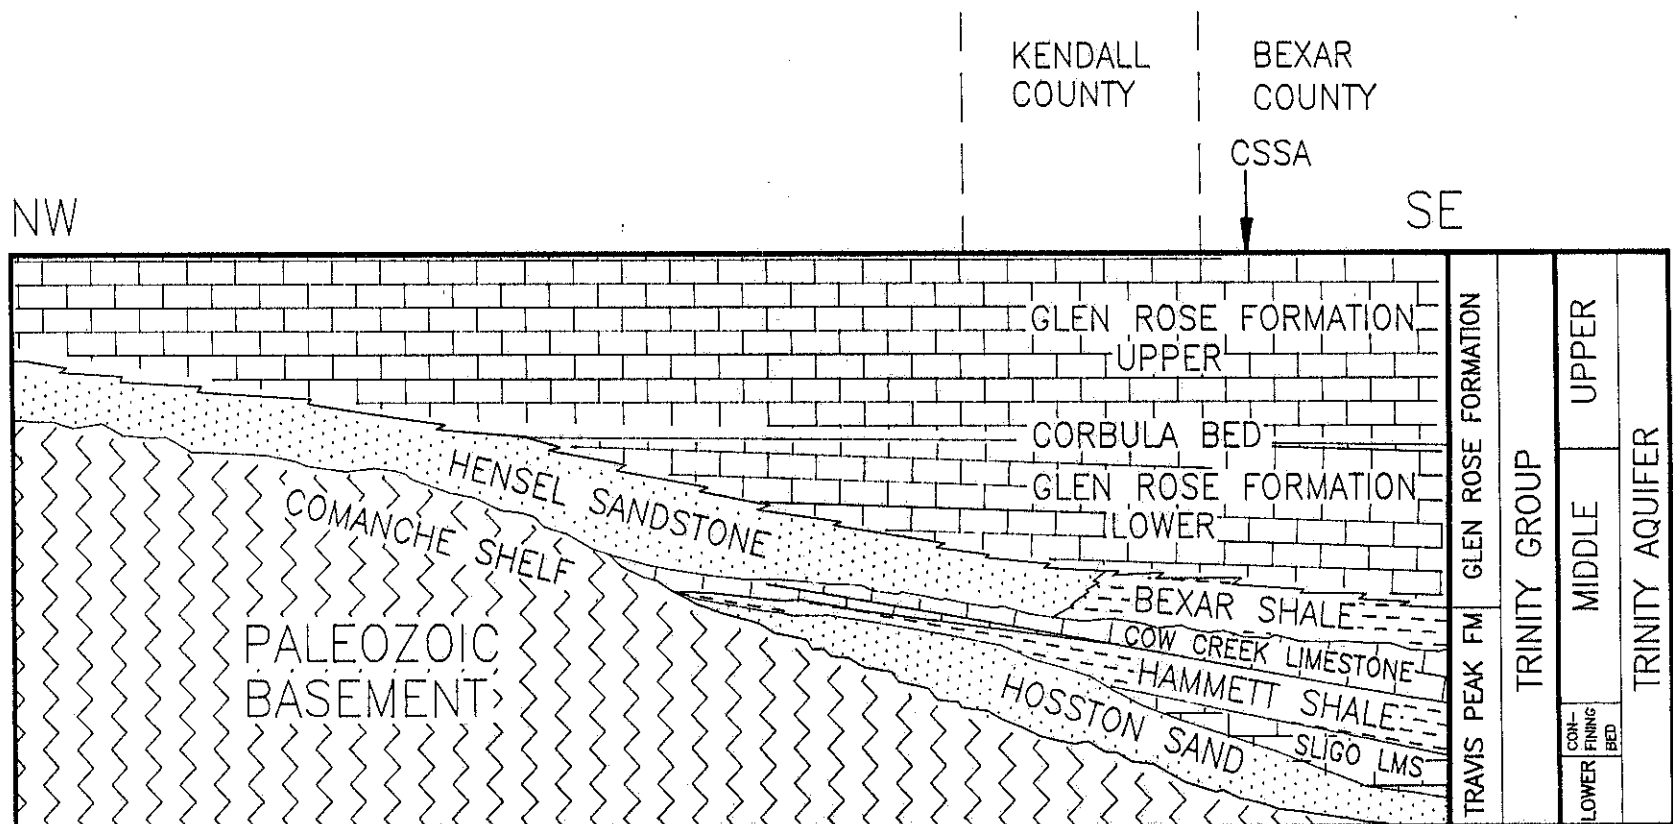 KENDALL
COUNTY
BEXAR
COUNTY
CSSA
NW
SE
GLEN ROSE FORMATION
UPPER
CORBULA BED
GLEN ROSE FORMATION
LOWER
HENSEL SANDSTONE
COMANCHE SHELF
BEXAR SHALE
COW CREEK LIMESTONE
HAMMETT SHALE
HOSSTON SAND
SLIGO LMS
PALEOZOIC
BASEMENT
GLEN ROSE FORMATION
TRAVIS PEAK FM
TRINITY GROUP
UPPER
MIDDLE
CON-
FINING
BED
LOWER
TRINITY AQUIFER